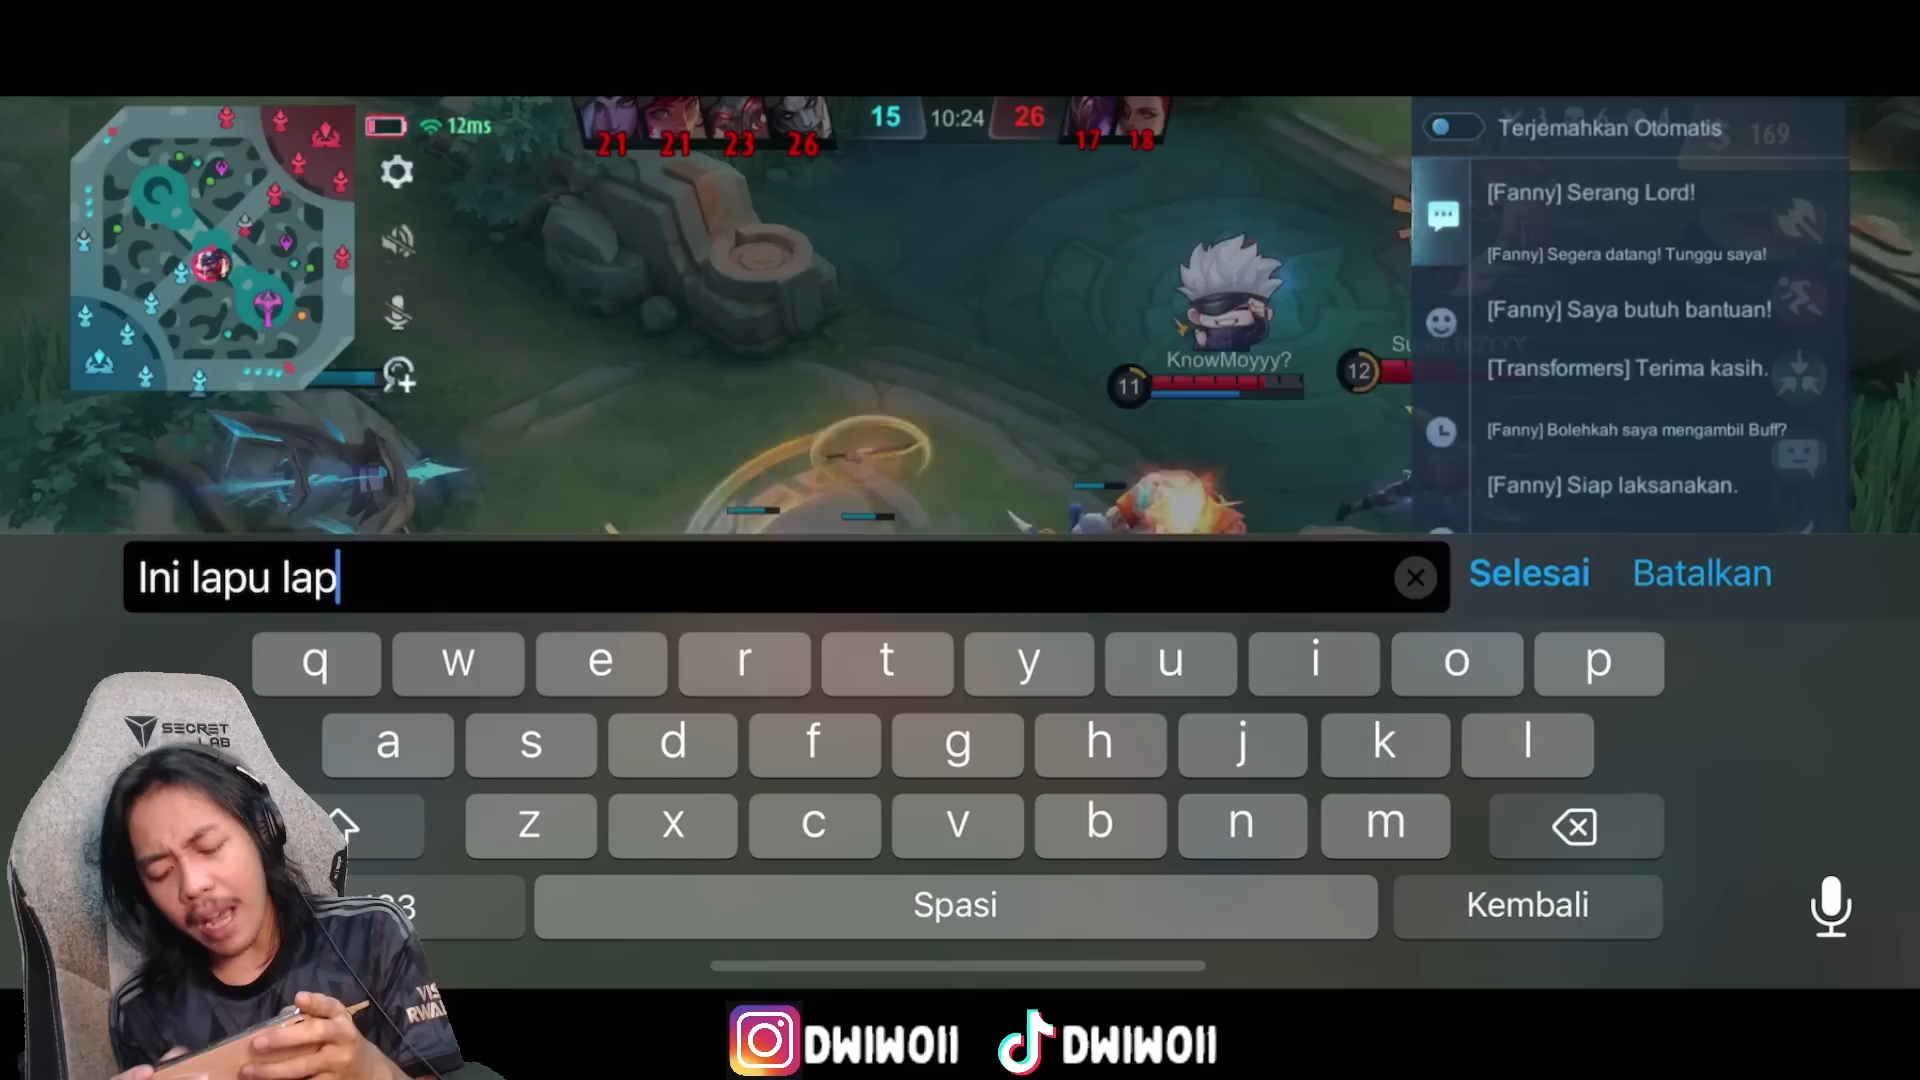 12ms
21 21 23 26
15 10:24 26
17 18
Terjemahkan Otomatis
169
[Fanny] Serang Lord!
[Fanny] Segera datang! Tunggu saya!
[Fanny] Saya butuh bantuan!
[Transformers] Terima kasih.
[Fanny] Bolehkah saya mengambil Buff?
[Fanny] Siap laksanakan.
KnowMoyyy?
11
12
Ini lapu lap
Selesai Batalkan
q w e r t y u i o p
a s d f g h j k l
z x c v b n m
Spasi Kembali
SECRET
LAB
DWIWOII DWIWOII